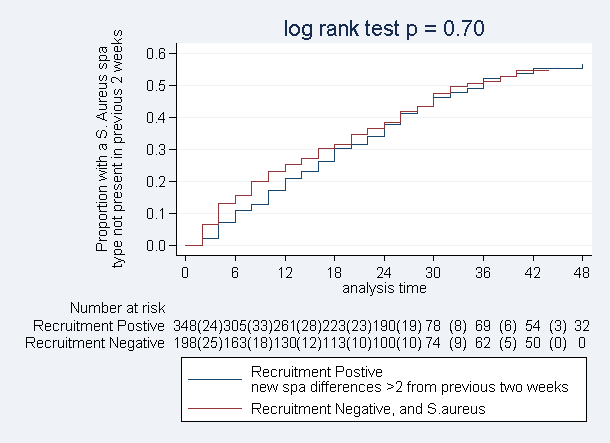 log rank test p = 0.70
Proportion with a S. Aureus spa
type not present in previous 2 weeks
0.6
0.5
0.4
0.3
0.2
0.1
0.0
0 6 12 18 24 30 36 42 48
analysis time
Number at risk
Recruitment Postive 348(24)305(33)261(28)223(23)190(19) 78 (8) 69 (6) 54 (3) 32
Recruitment Negative 198(25)163(18)130(12)113(10)100(10) 74 (9) 62 (5) 50 (0) 0
Recruitment Postive
new spa differences >2 from previous two weeks
Recruitment Negative, and S.aureus